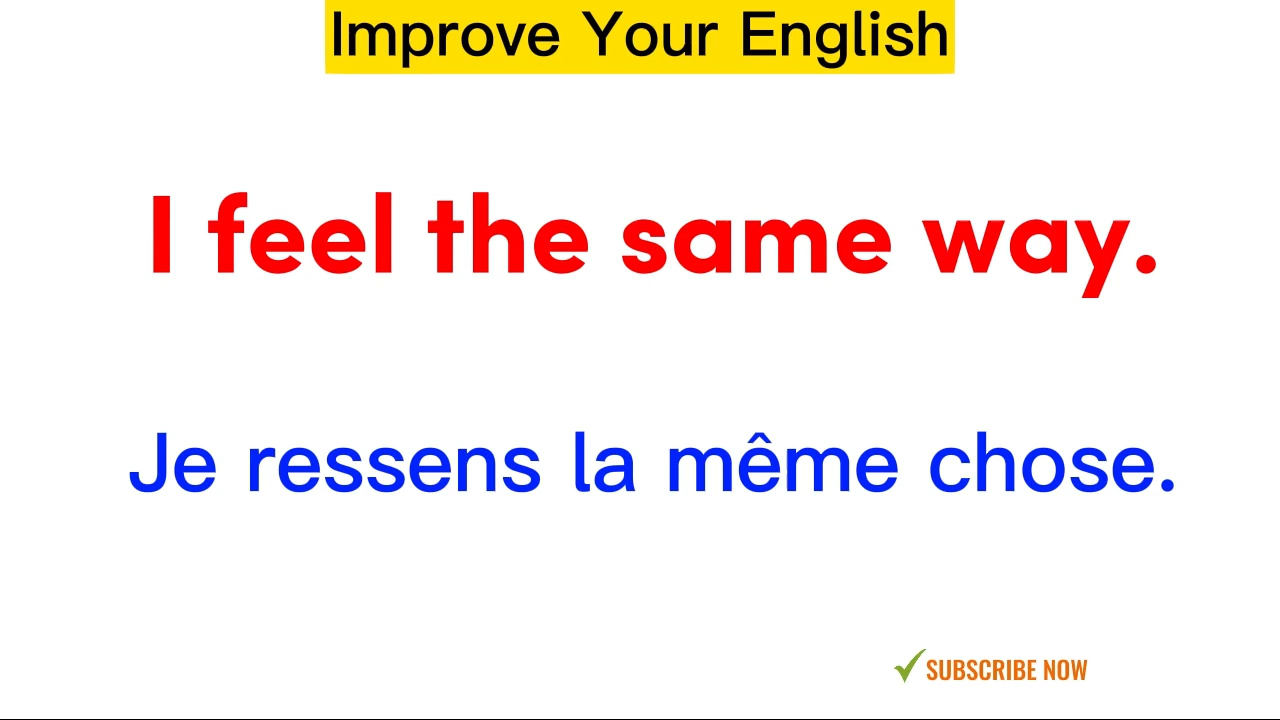 Improve Your English
I feel the same way.
Je ressens la même chose.
SUBSCRIBE NOW